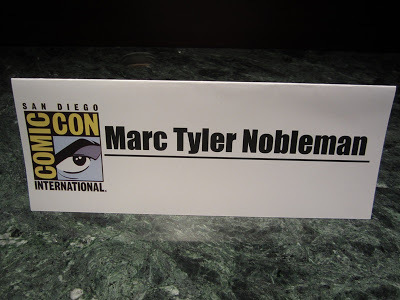 SAN DIEGO
COMIC CON
INTERNATIONAL®
Marc Tyler Nobleman